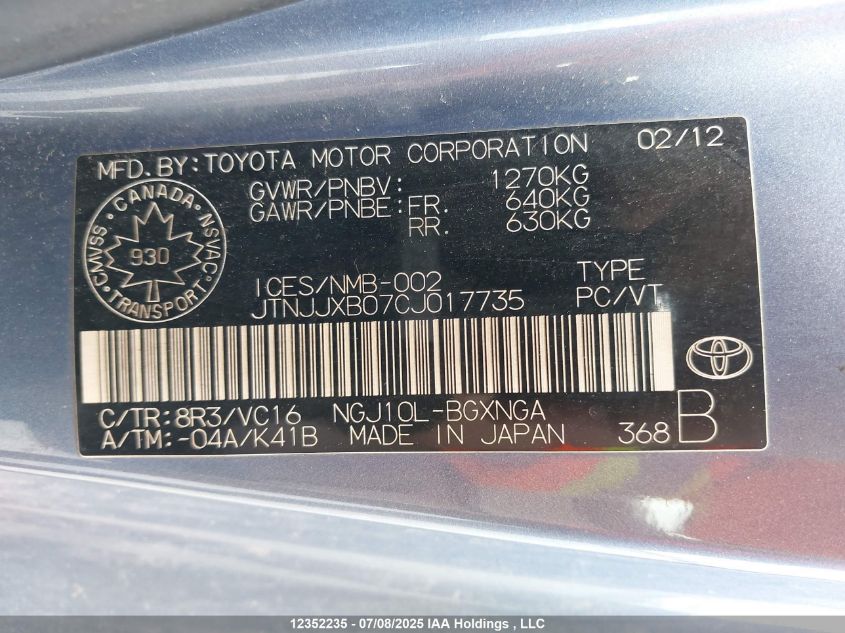 MFD.BY:TOYOTA MOTOR CORPORATION 02/12
GVWR/PNBV: 1270KG
GAWR/PNBE:FR. 640KG
RR. 630KG
CANADA
NSVAC·
930
TRANSPORT
·SSAWC
ICES/NMB-002 TYPE
JTNJJXB07CJ017735 PC/VT
C/TR:8R3/VC16 NGJ10L-BGXNGA
A/TM:-04A/K41B MADE IN JAPAN 368 B
12352235 - 07/08/2025 IAA Holdings , LLC